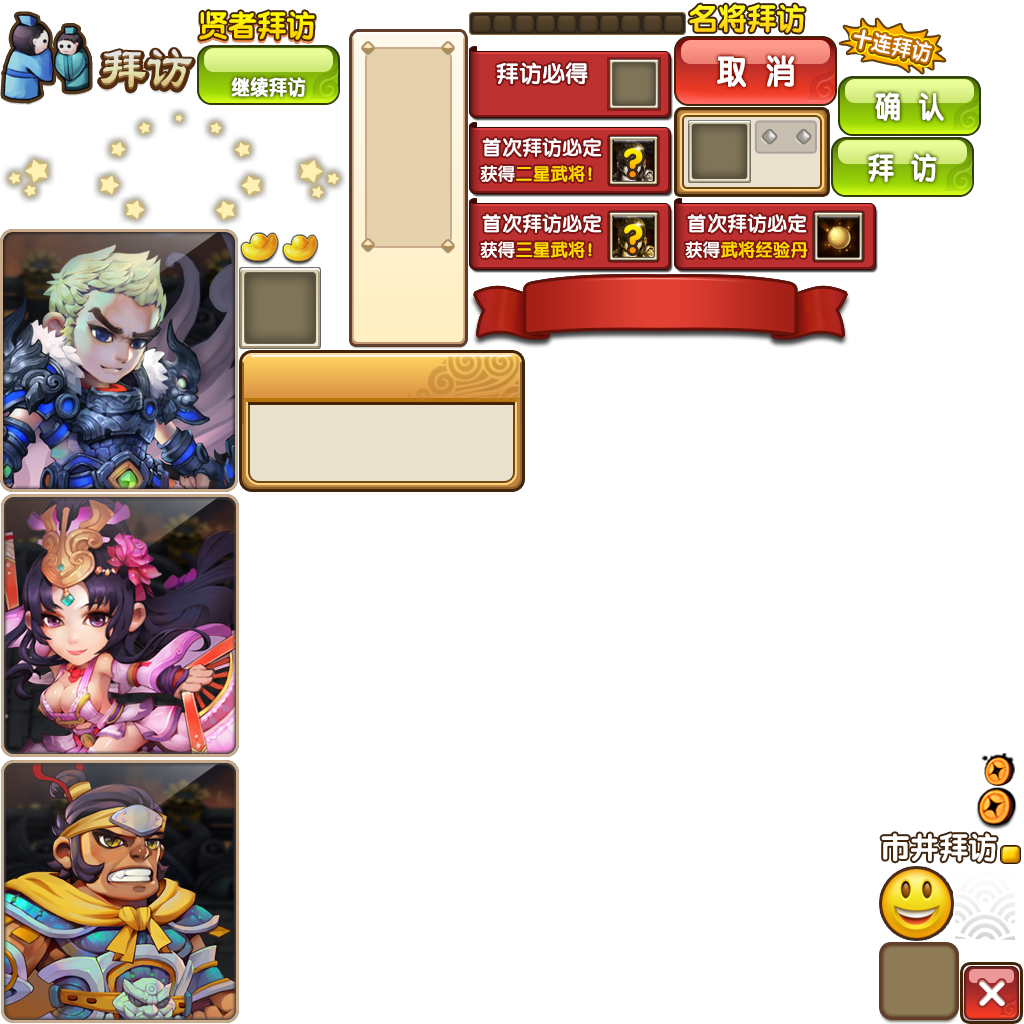 贤者拜访
拜访
继续拜访
名将拜访
十连拜访
拜访必得
取 消
确 认
首次拜访必定
获得二星武将!
拜 访
首次拜访必定
获得三星武将!
首次拜访必定
获得武将经验丹
市井拜访